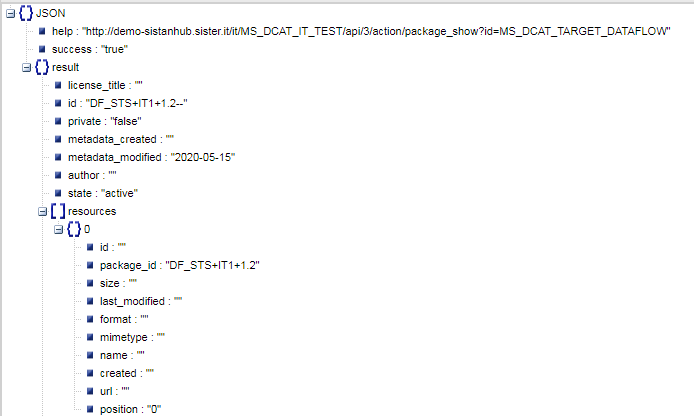 JSON
help : "http://demo-sistanhub.sister.it/it/MS_DCAT_IT_TEST/api/3/action/package_show?id=MS_DCAT_TARGET_DATAFLOW"
success : "true"
result
license_title : ""
id : "DF_STS+IT1+1.2--"
private : "false"
metadata_created : ""
metadata_modified : "2020-05-15"
author : ""
state : "active"
resources
0
id : ""
package_id : "DF_STS+IT1+1.2"
size : ""
last_modified : ""
format : ""
mimetype : ""
name : ""
created : ""
url : ""
position : "0"